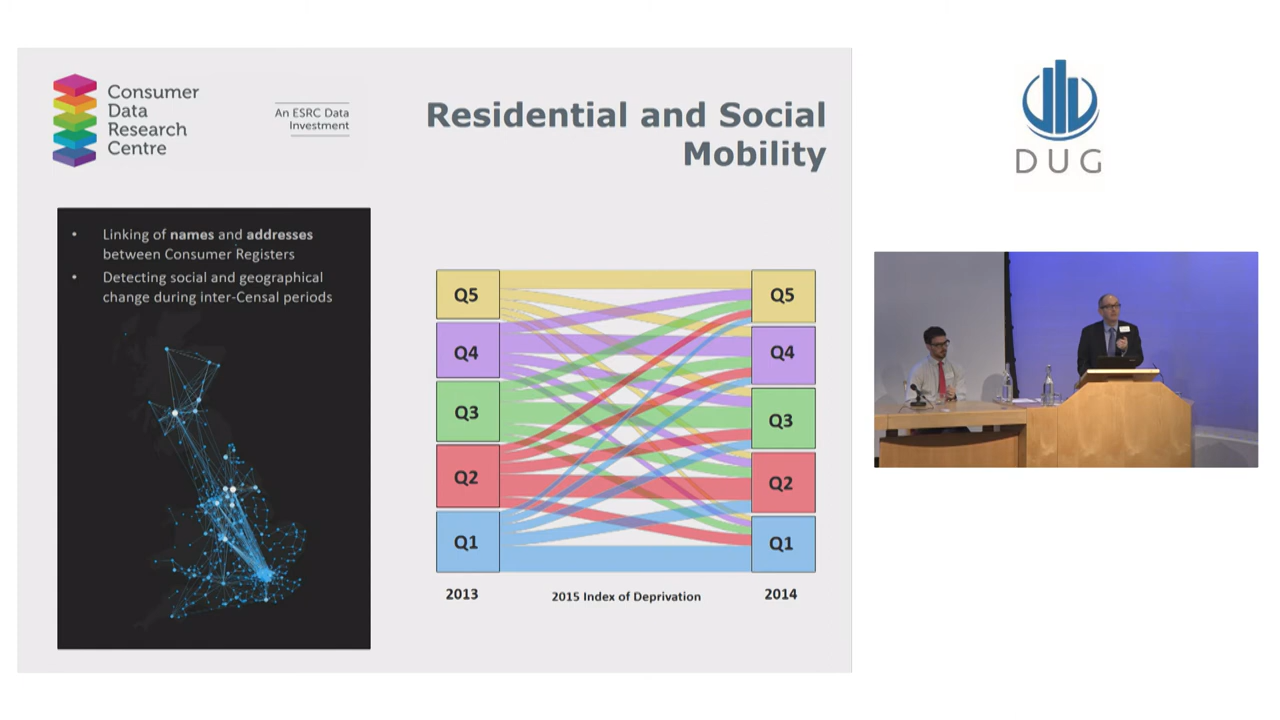 Consumer
Data
Research
Centre
An ESRC Data
Investment
Residential and Social
Mobility
DUG
• Linking of names and addresses
between Consumer Registers
• Detecting social and geographical
change during inter-Censal periods
Q5
Q4
Q3
Q2
Q1
Q5
Q4
Q3
Q2
Q1
2013
2015 Index of Deprivation
2014